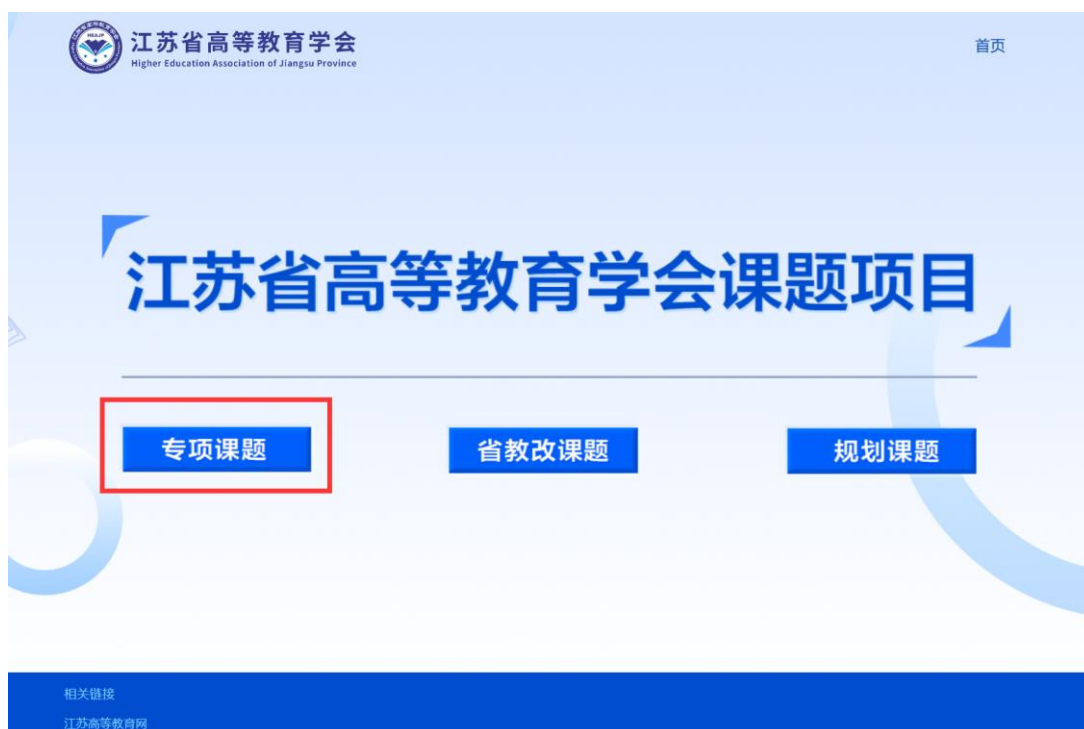 江苏省高等教育学会
Higher Education Association of Jiangsu Province
首页
江苏省高等教育学会课题项目
专项课题
省教改课题
规划课题
相关链接
江苏高等教育网